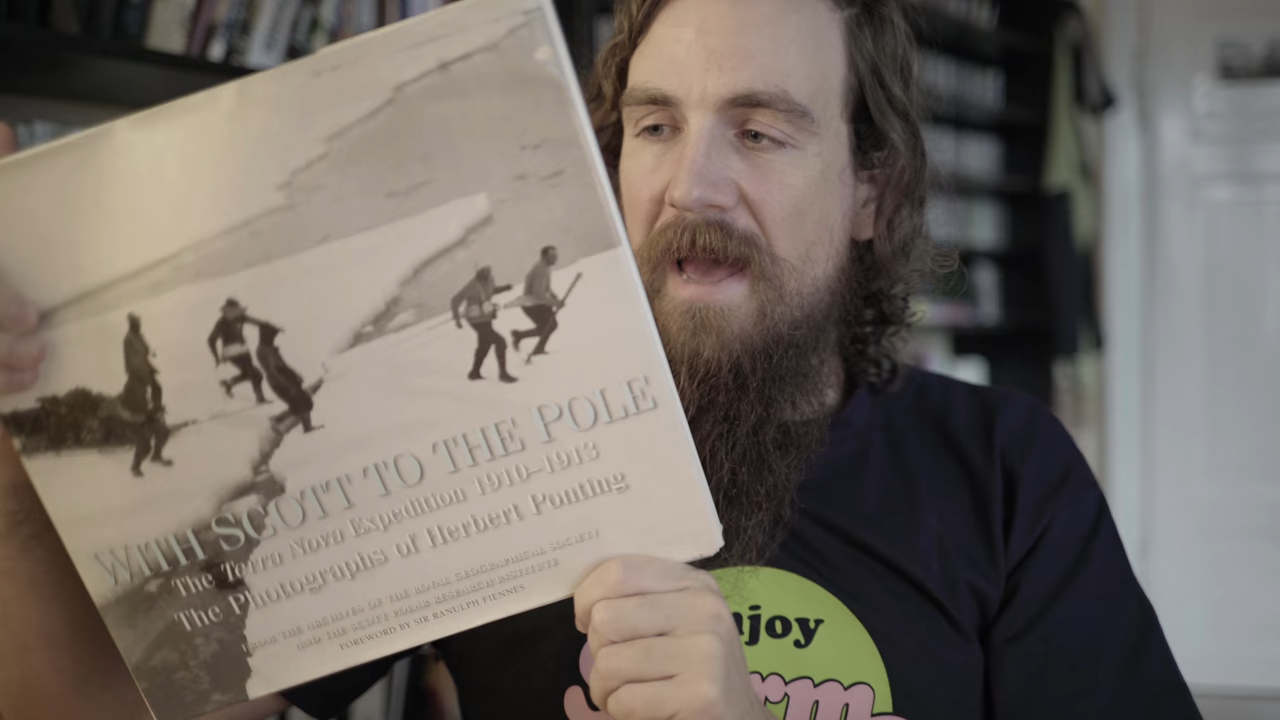 WITH SCOTT TO THE POLE
The Terra Nova Expedition 1910–1913
The Photographs of Herbert Ponting
FROM THE ARCHIVES OF THE ROYAL GEOGRAPHICAL SOCIETY
AND THE SCOTT POLAR RESEARCH INSTITUTE
FOREWORD BY SIR RANULPH FIENNES
njoy